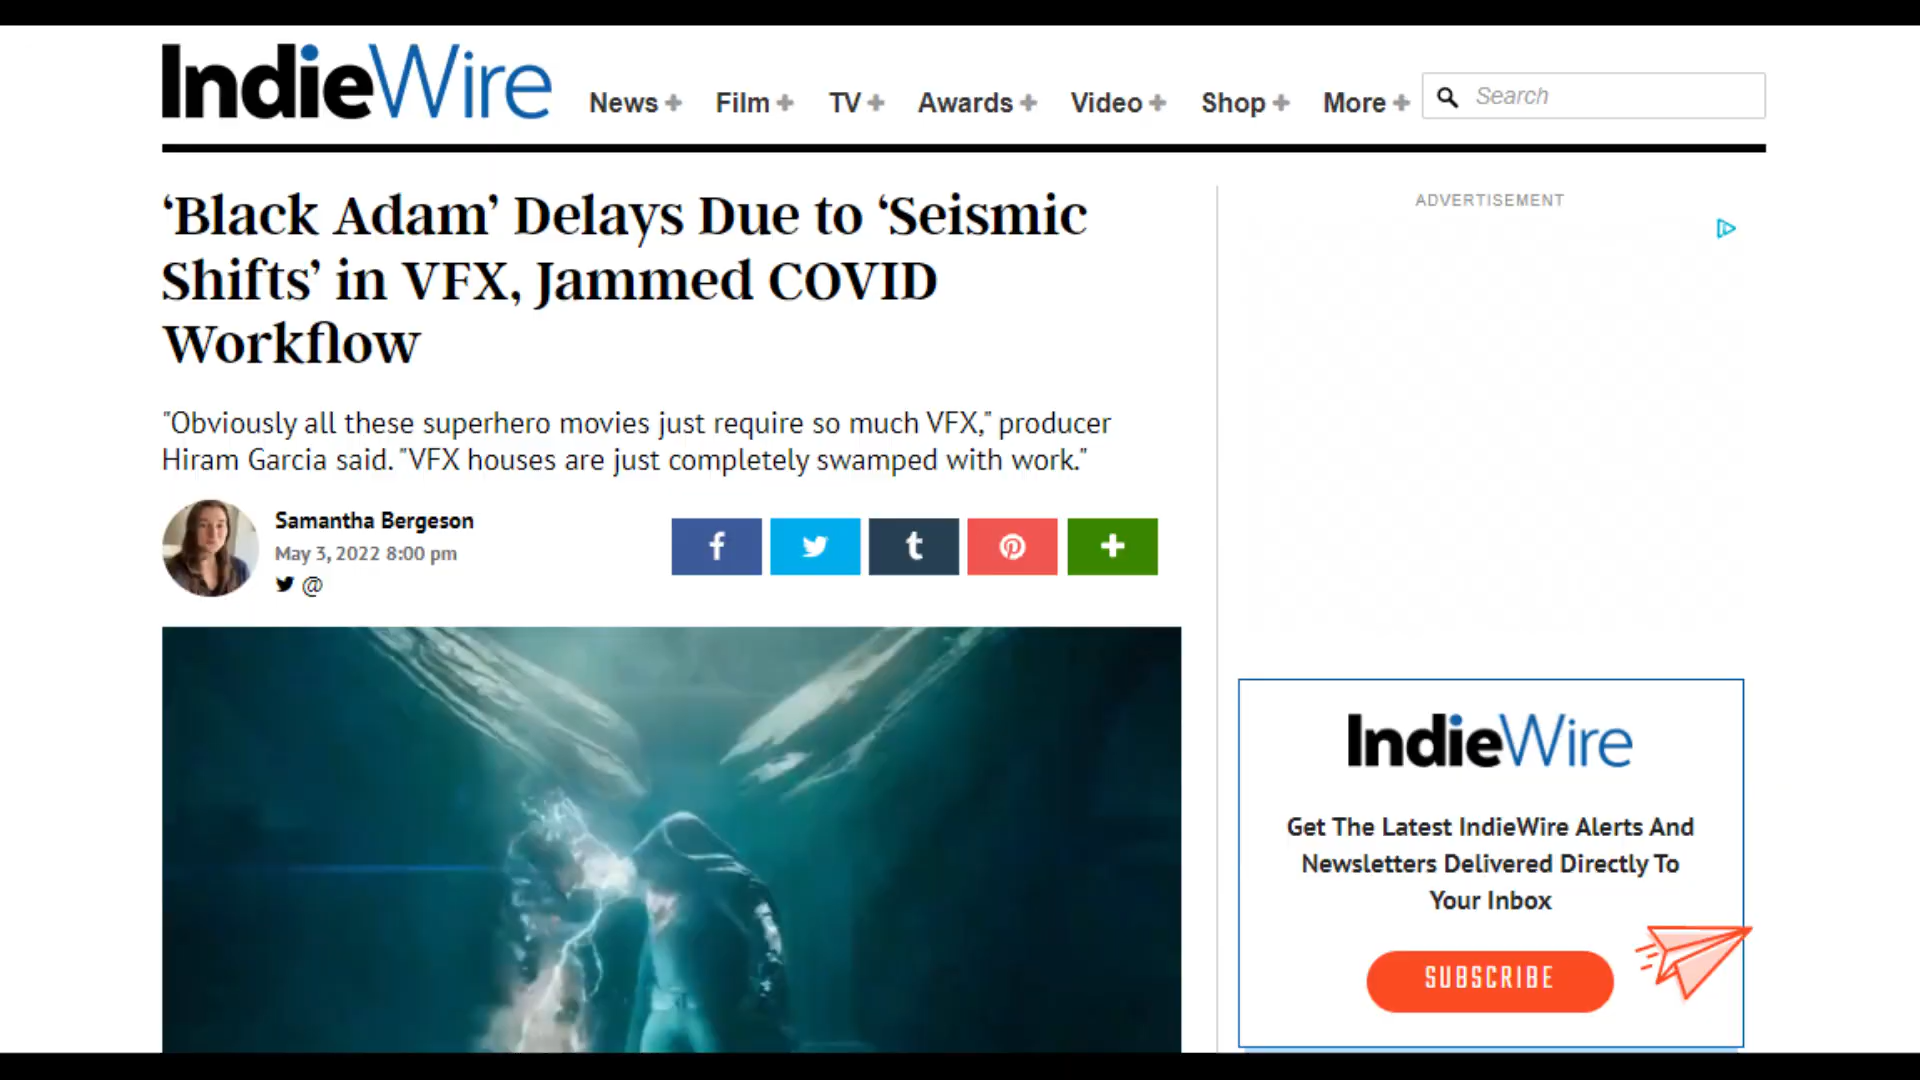 IndieWire
News + Film + TV + Awards + Video + Shop + More + Search
‘Black Adam’ Delays Due to ‘Seismic
Shifts’ in VFX, Jammed COVID
Workflow
"Obviously all these superhero movies just require so much VFX," producer
Hiram Garcia said. "VFX houses are just completely swamped with work."
Samantha Bergeson
May 3, 2022 8:00 pm
@
f t +
ADVERTISEMENT
IndieWire
Get The Latest IndieWire Alerts And
Newsletters Delivered Directly To
Your Inbox
SUBSCRIBE